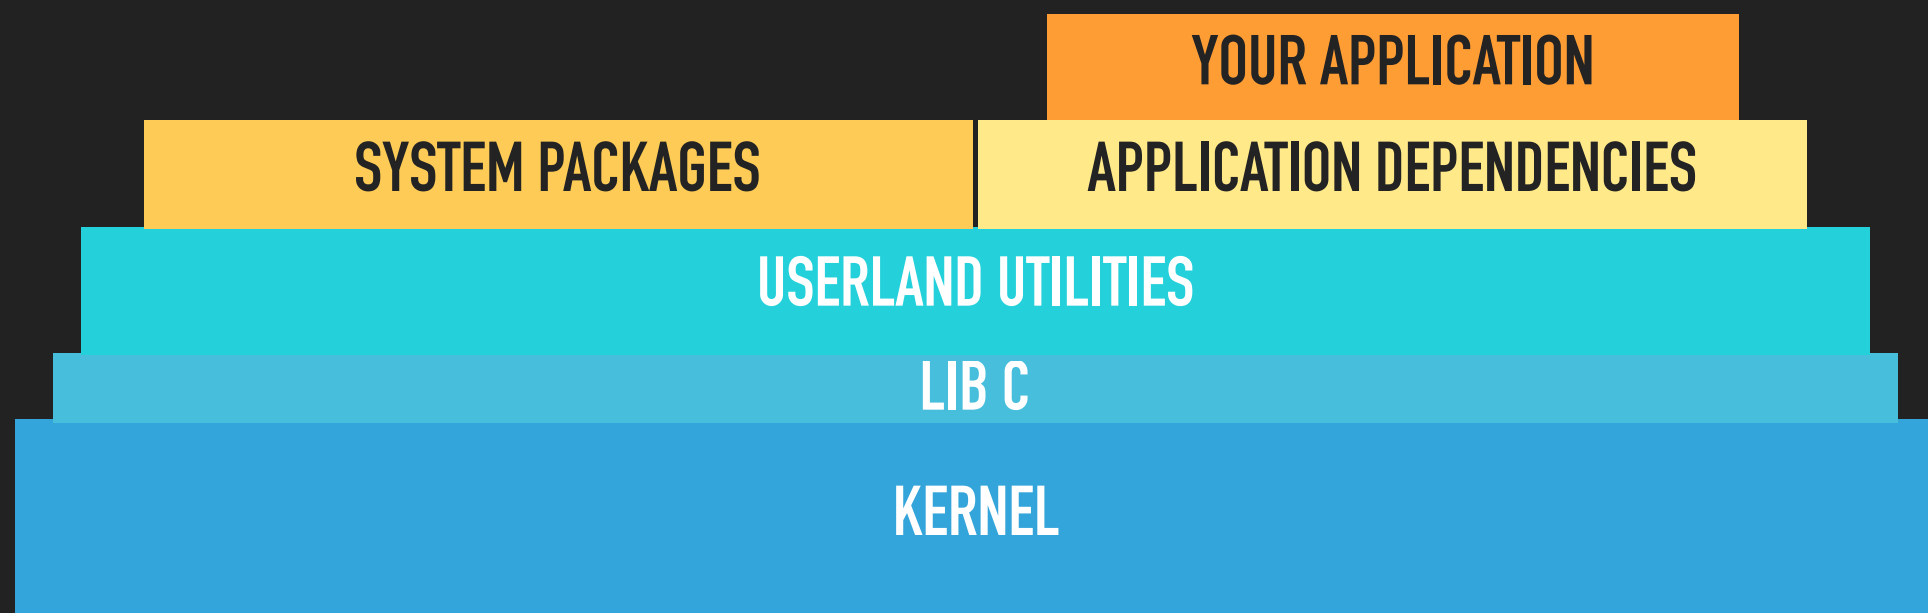 YOUR APPLICATION
SYSTEM PACKAGES
APPLICATION DEPENDENCIES
USERLAND UTILITIES
LIB C
KERNEL